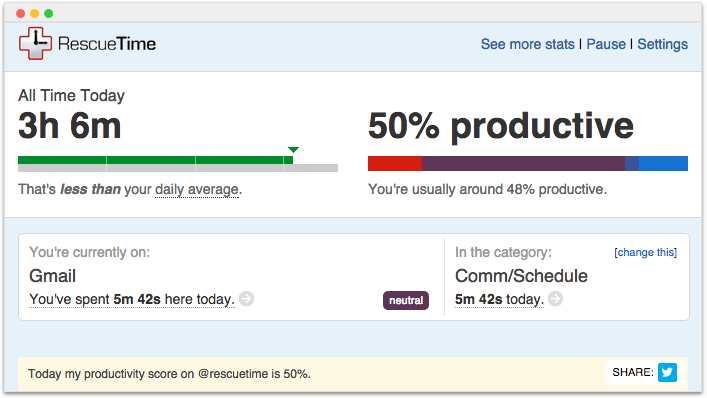 RescueTime
See more stats | Pause | Settings
All Time Today
3h 6m
50% productive
That's less than your daily average.
You're usually around 48% productive.
You're currently on:
Gmail
You've spent 5m 42s here today.
neutral
In the category:
[change this]
Comm/Schedule
5m 42s today.
Today my productivity score on @rescuetime is 50%.
SHARE: